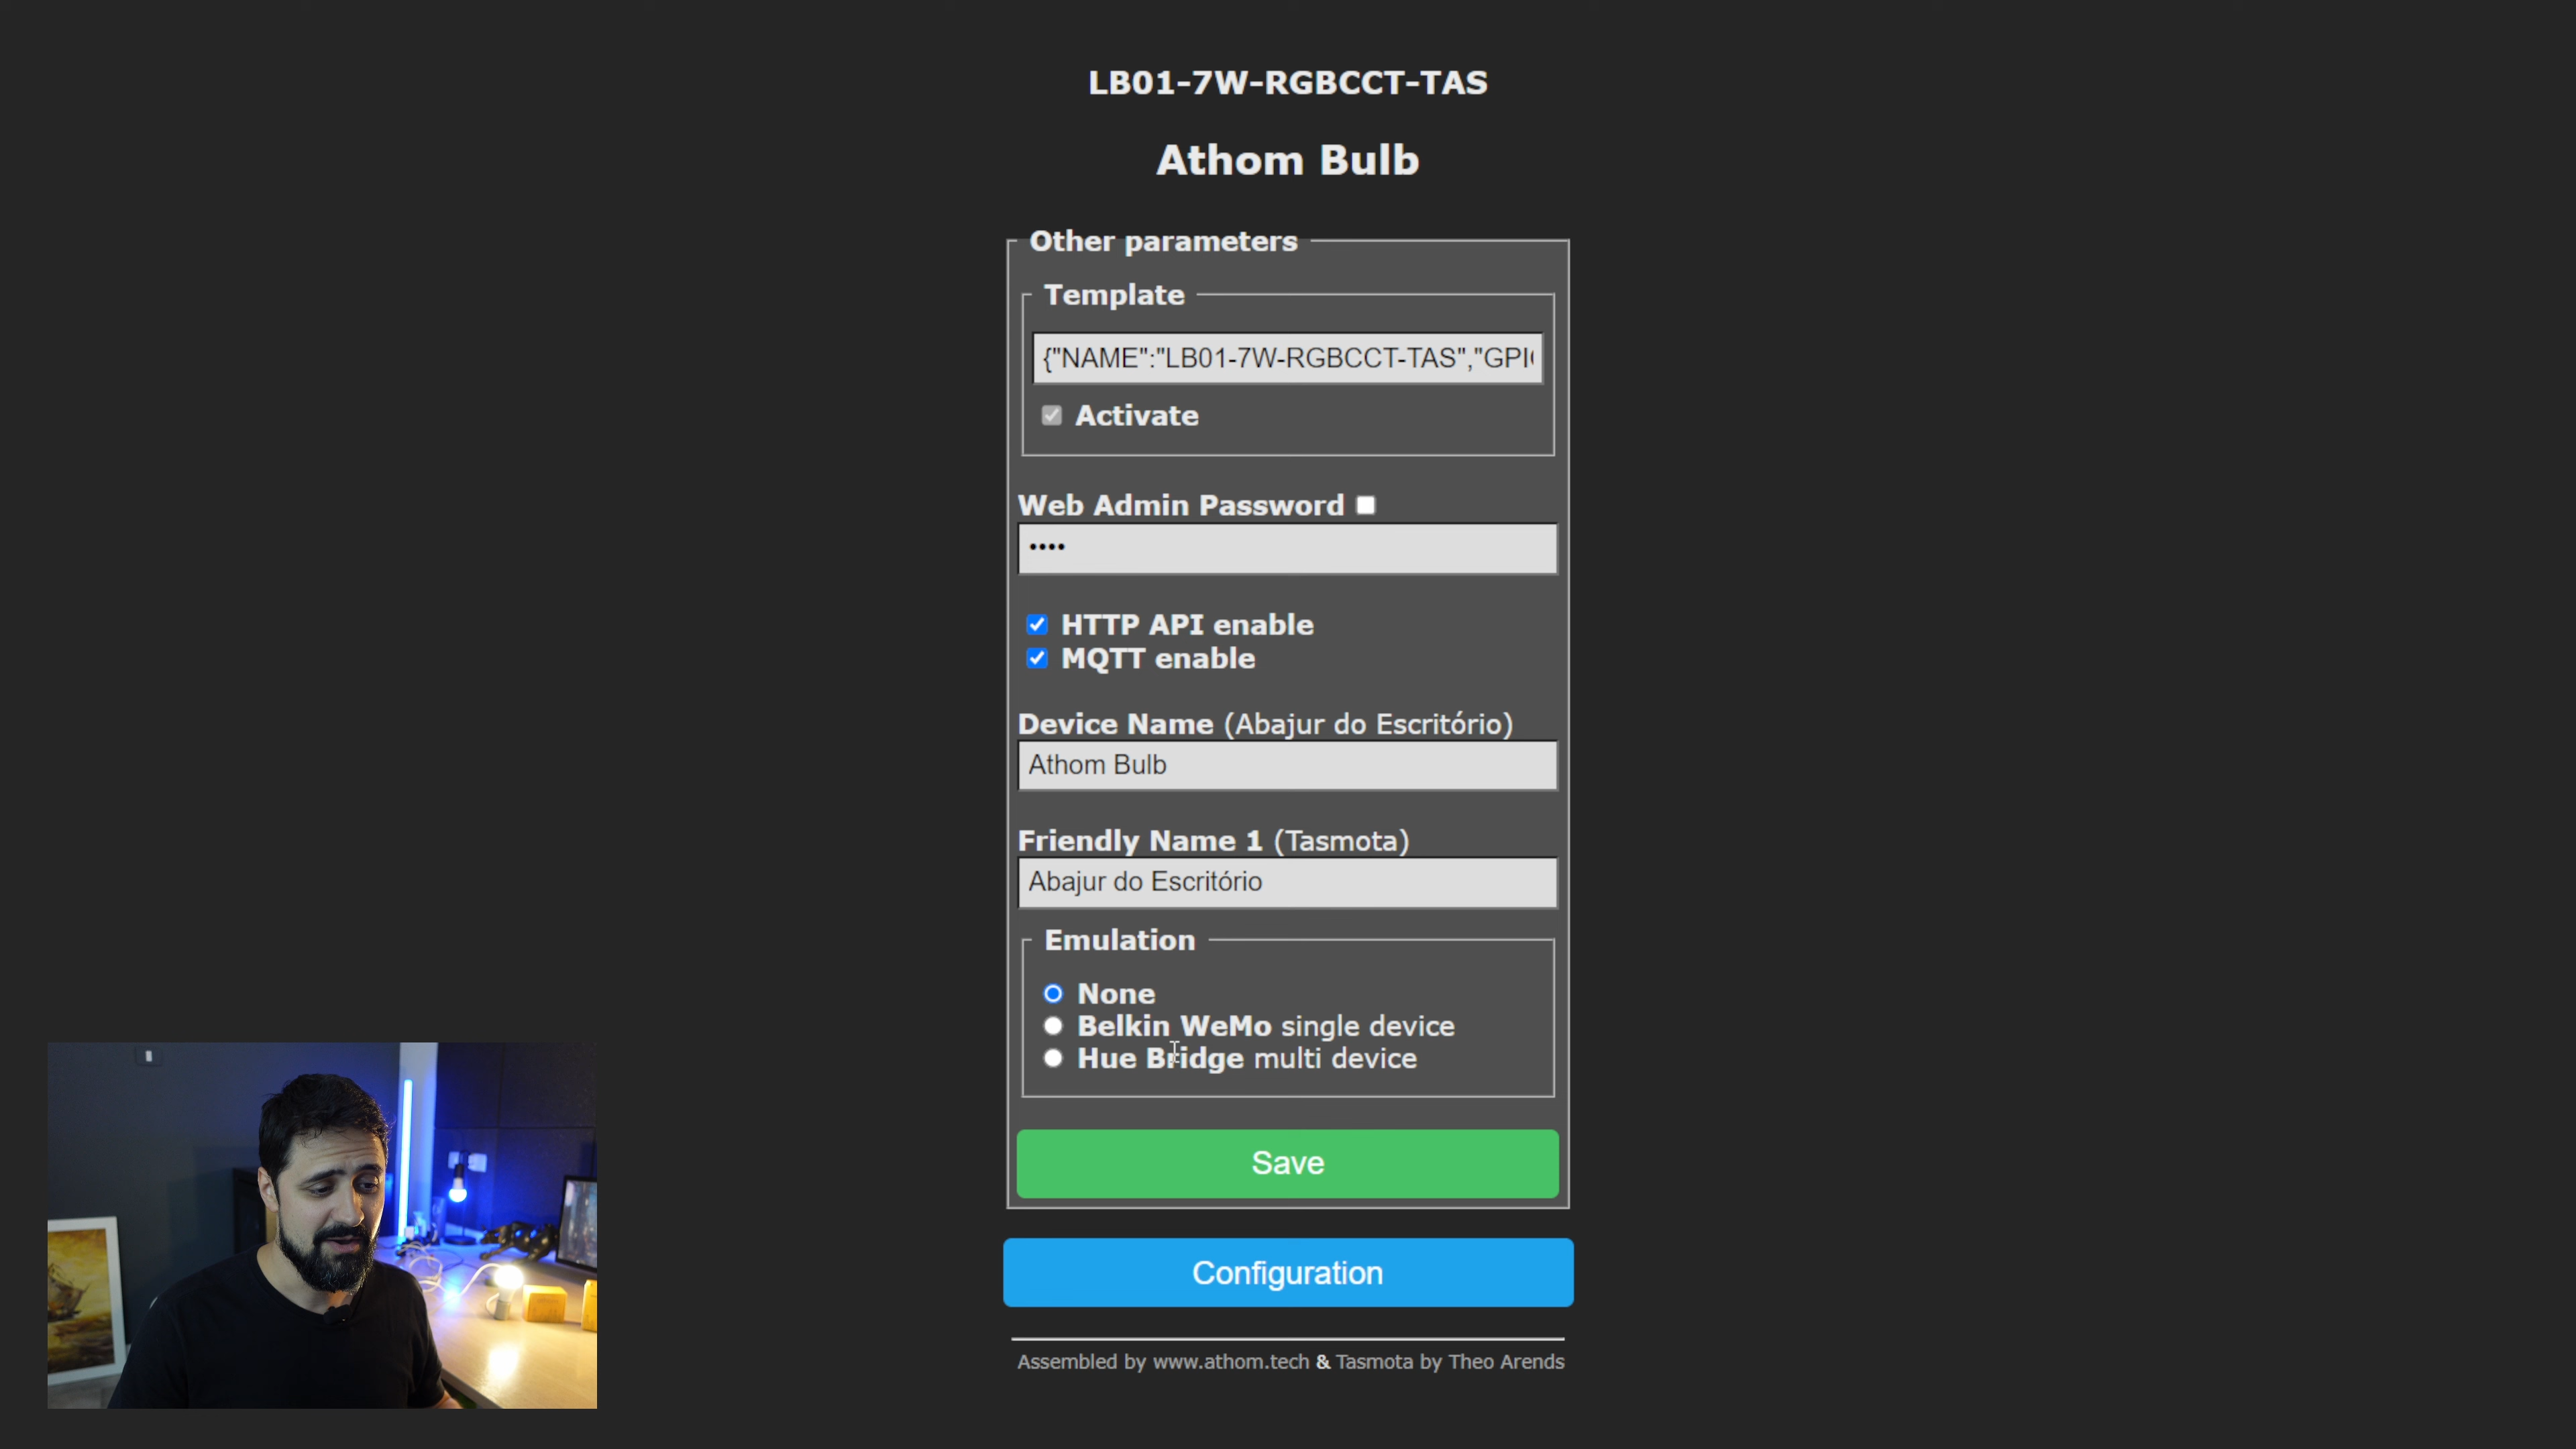 LB01-7W-RGBCCT-TAS
Athom Bulb
Other parameters
Template
{"NAME":"LB01-7W-RGBCCT-TAS","GPI
Activate
Web Admin Password
••••
HTTP API enable
MQTT enable
Device Name (Abajur do Escritório)
Athom Bulb
Friendly Name 1 (Tasmota)
Abajur do Escritório
Emulation
None
Belkin WeMo single device
Hue Bridge multi device
Save
Configuration
Assembled by www.athom.tech & Tasmota by Theo Arends